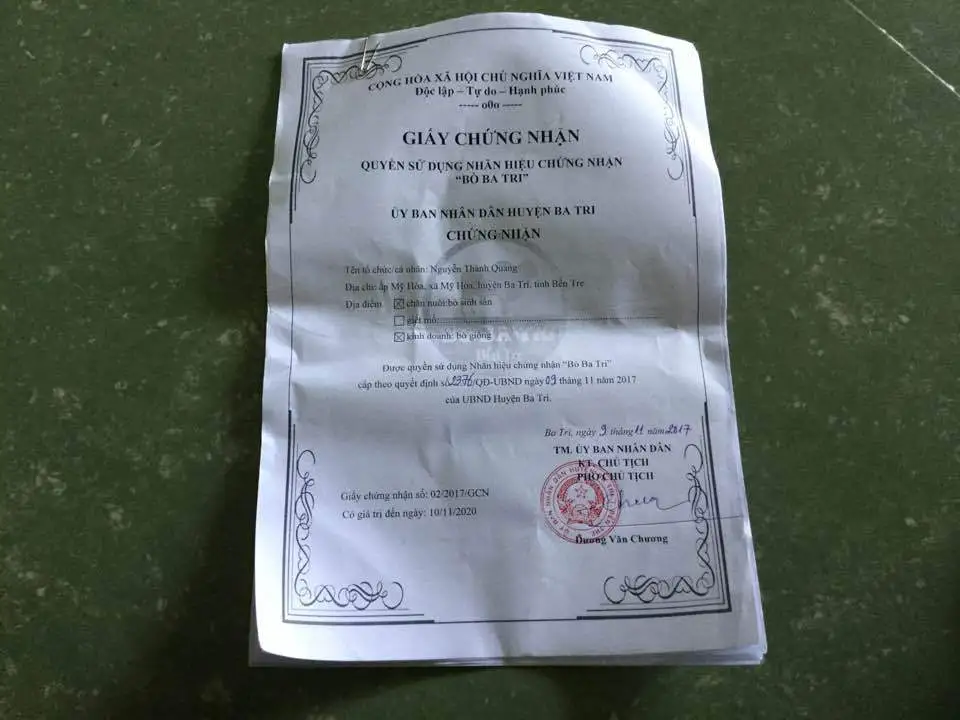 CỘNG HÒA XÃ HỘI CHỦ NGHĨA VIỆT NAM
Độc lập – Tự do – Hạnh phúc
----- o0o -----
GIẤY CHỨNG NHẬN
QUYỀN SỬ DỤNG NHÃN HIỆU CHỨNG NHẬN
“BÒ BA TRI”
ỦY BAN NHÂN DÂN HUYỆN BA TRI
CHỨNG NHẬN
Tên tổ chức/cá nhân: Nguyễn Thành Quang
Địa chỉ: ấp Mỹ Hòa, xã Mỹ Hòa, huyện Ba Tri, tỉnh Bến Tre
Địa điểm ☒ chăn nuôi: bò sinh sản
☐ giết mổ:
☒ kinh doanh: bò giống
Được quyền sử dụng Nhãn hiệu chứng nhận “Bò Ba Tri”
cấp theo quyết định số 2376/QĐ-UBND ngày 09 tháng 11 năm 2017
của UBND Huyện Ba Tri.
Ba Tri, ngày 9 tháng 11 năm 2017
TM. ỦY BAN NHÂN DÂN
KT. CHỦ TỊCH
PHÓ CHỦ TỊCH
Giấy chứng nhận số: 02/2017/GCN
Có giá trị đến ngày: 10/11/2020
Dương Văn Chương